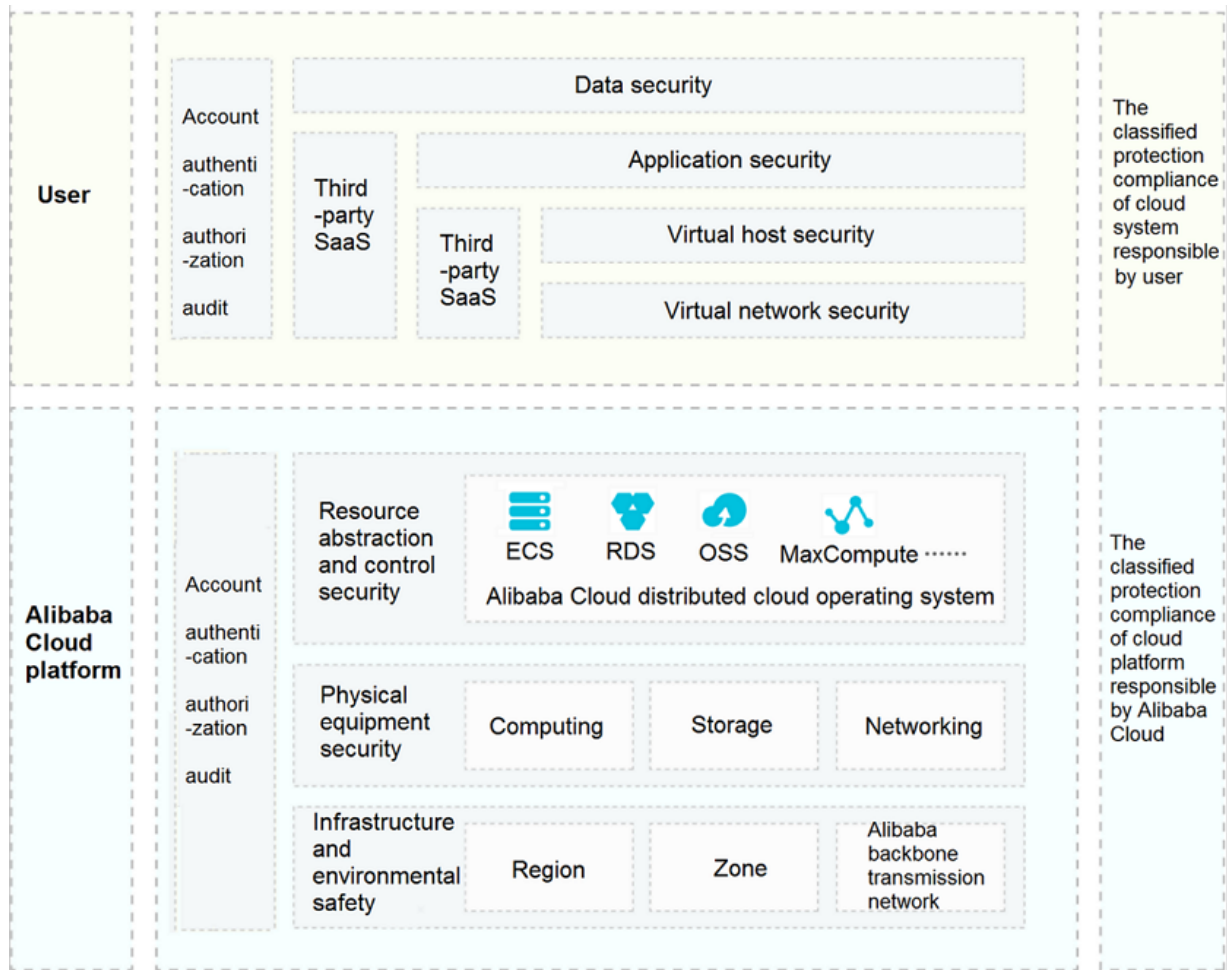 User
Account
authenti
-cation
authori
-zation
audit
Data security
Third
-party
SaaS
Application security
Third
-party
SaaS
Virtual host security
Virtual network security
The
classified
protection
compliance
of cloud
system
responsible
by user
Alibaba
Cloud
platform
Account
authenti
-cation
authori
-zation
audit
Resource
abstraction
and control
security
ECS
RDS
OSS
MaxCompute ······
Alibaba Cloud distributed cloud operating system
Physical
equipment
security
Computing
Storage
Networking
Infrastructure
and
environmental
safety
Region
Zone
Alibaba
backbone
transmission
network
The
classified
protection
compliance
of cloud
platform
responsible
by Alibaba
Cloud